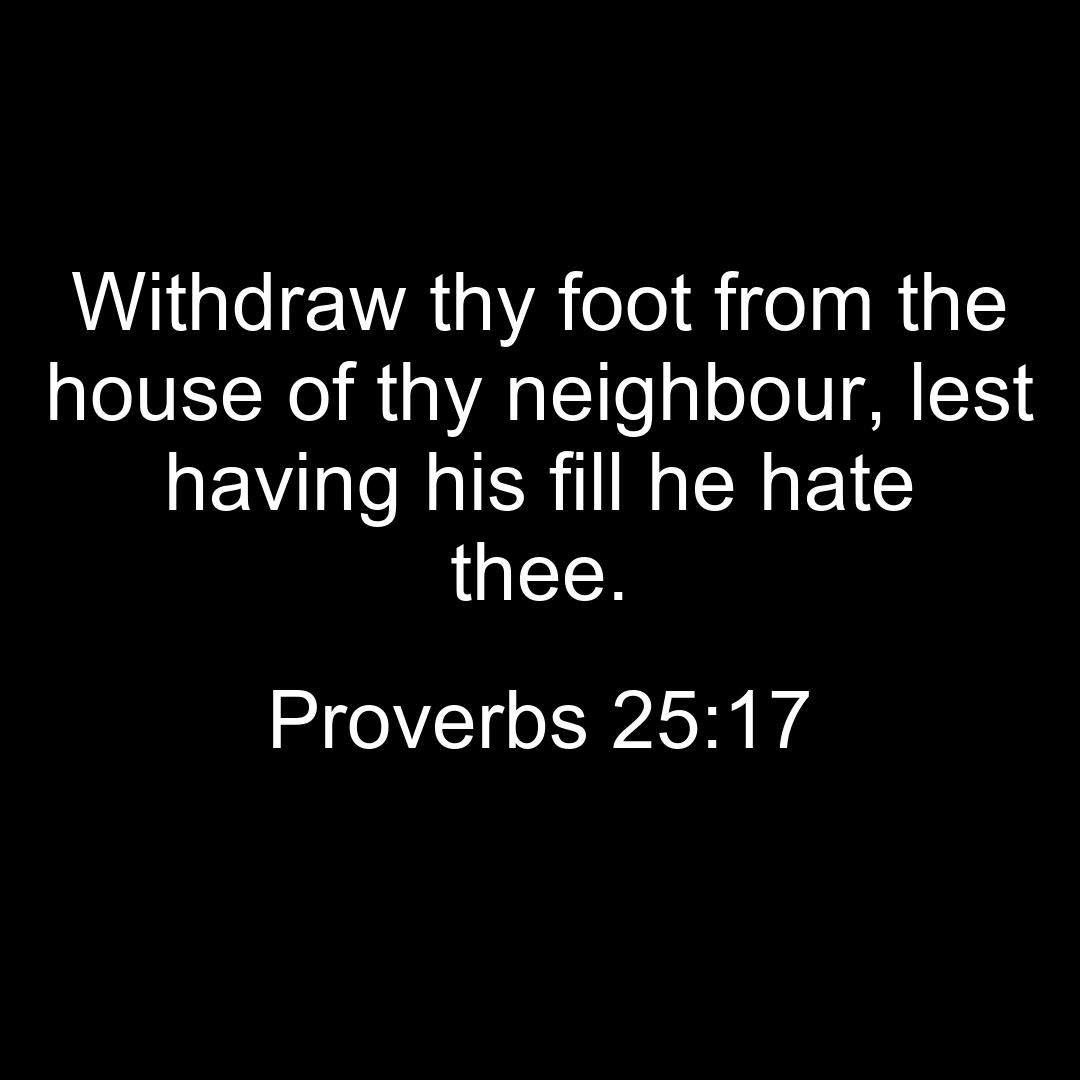 Withdraw thy foot from the
house of thy neighbour, lest
having his fill he hate
thee.
Proverbs 25:17